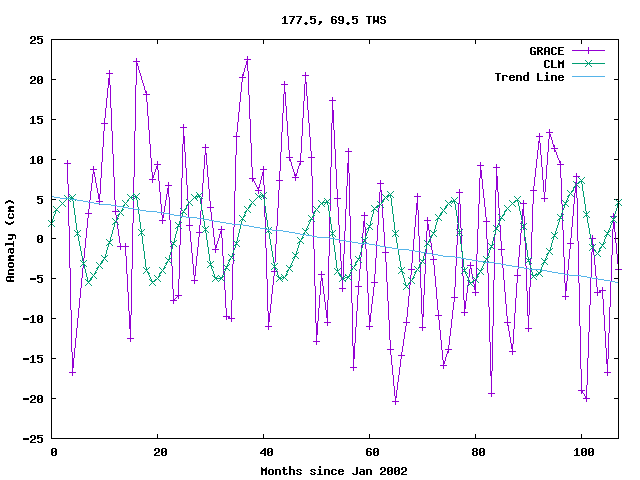 177.5, 69.5 TWS
GRACE
CLM
Trend Line
25
20
15
10
5
0
-5
-10
-15
-20
-25
Anomaly (cm)
0 20 40 60 80 100
Months since Jan 2002